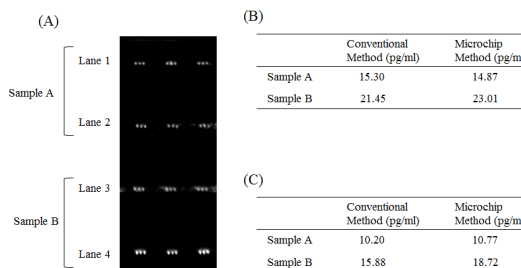 (A)
Sample A
Lane 1
Lane 2
Sample B
Lane 3
Lane 4
(B)
Conventional Microchip
Method (pg/ml) Method (pg/m
Sample A 15.30 14.87
Sample B 21.45 23.01
(C)
Conventional Microchip
Method (pg/ml) Method (pg/m
Sample A 10.20 10.77
Sample B 15.88 18.72